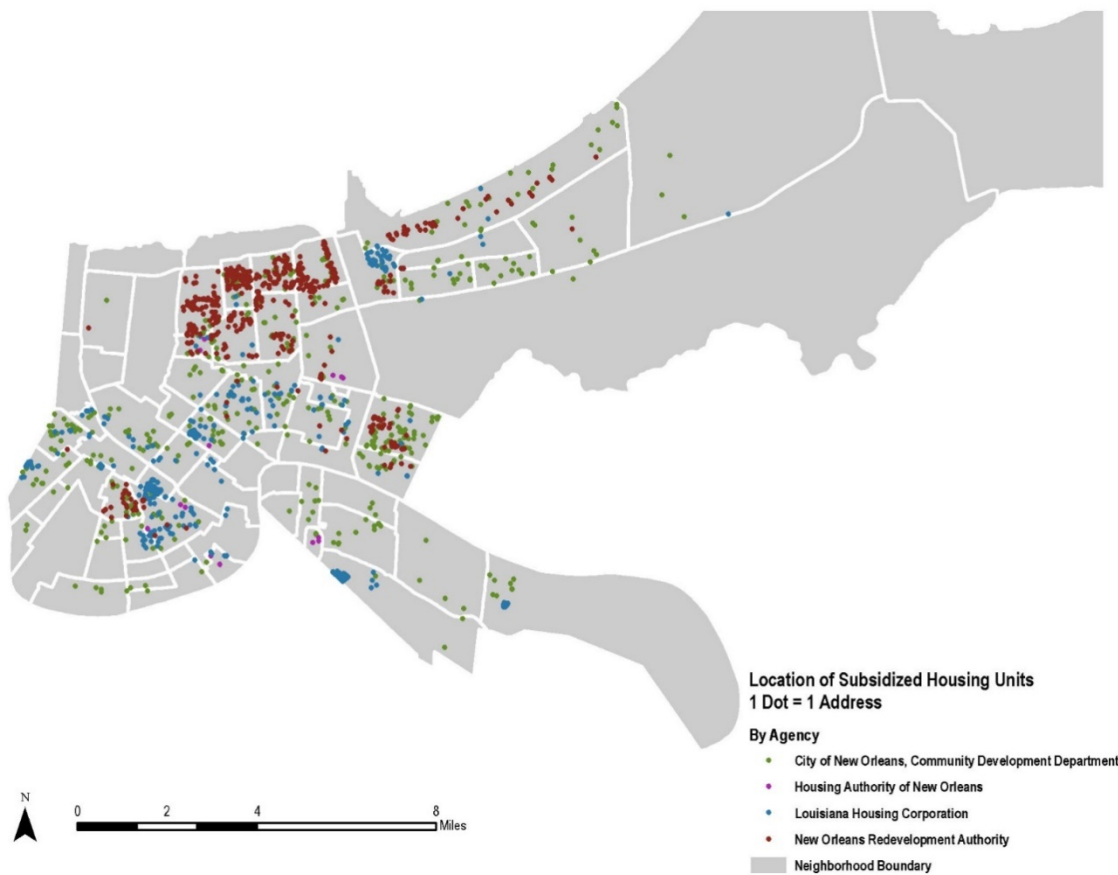 Location of Subsidized Housing Units
1 Dot = 1 Address
By Agency
City of New Orleans, Community Development Department
Housing Authority of New Orleans
Louisiana Housing Corporation
New Orleans Redevelopment Authority
Neighborhood Boundary
N
0 2 4 8
Miles